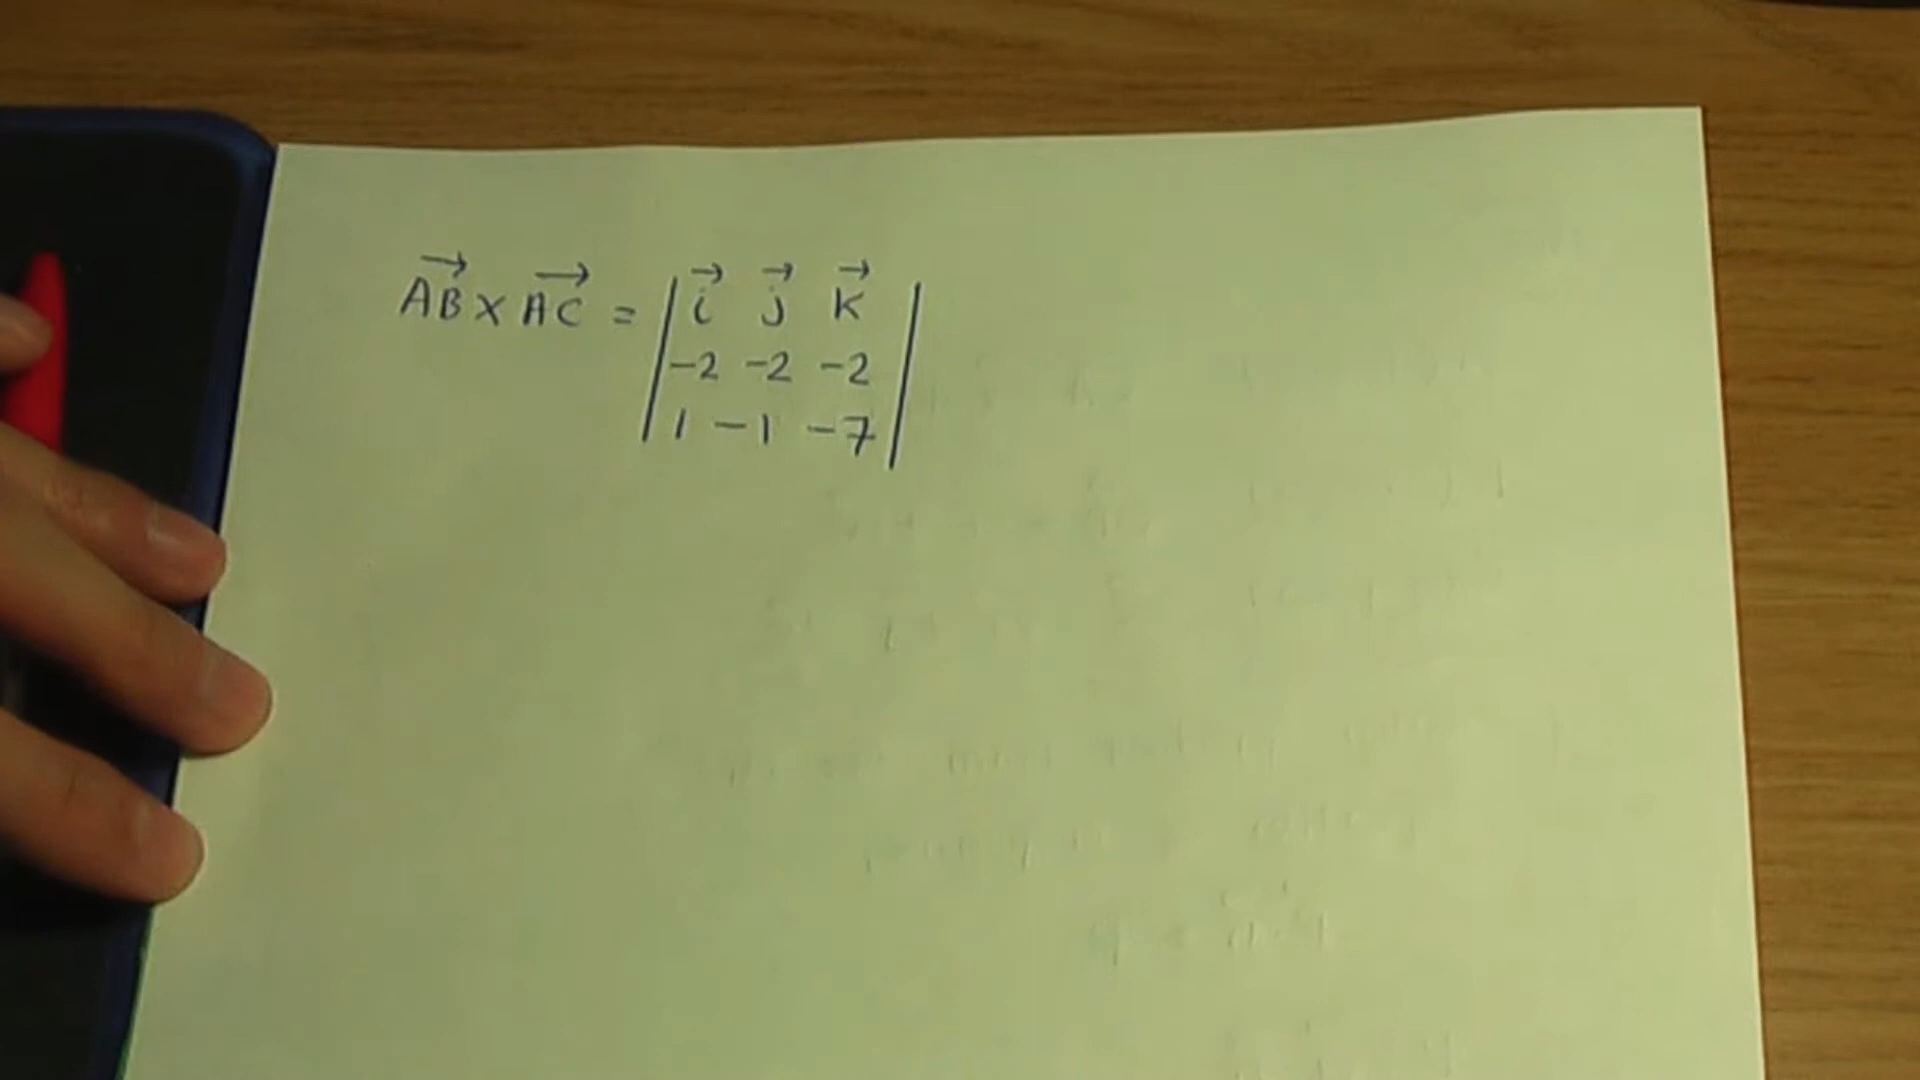 AB⃗ x AC⃗ = | i⃗ j⃗ k⃗ |
-2 -2 -2
1 -1 -7